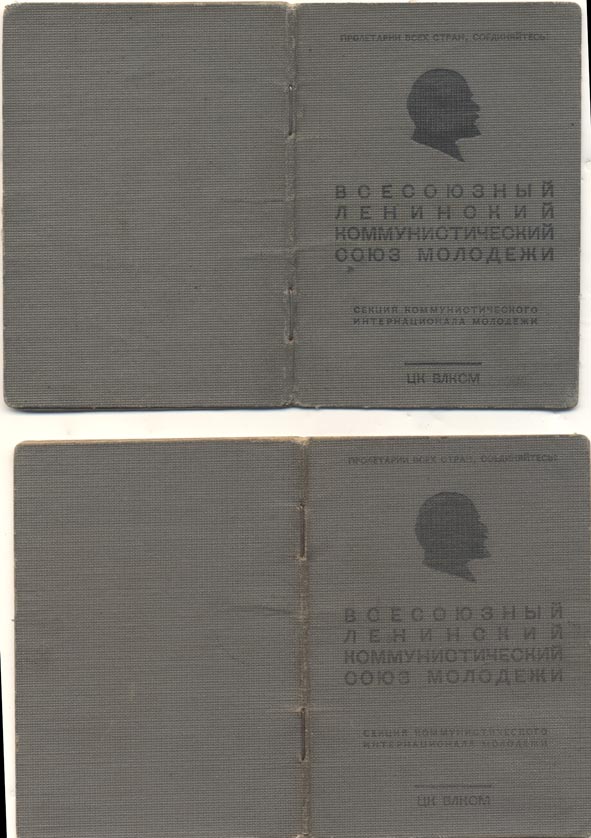 ПРОЛЕТАРИИ ВСЕХ СТРАН, СОЕДИНЯЙТЕСЬ!
ВСЕСОЮЗНЫЙ
ЛЕНИНСКИЙ
КОММУНИСТИЧЕСКИЙ
СОЮЗ МОЛОДЕЖИ
СЕКЦИЯ КОММУНИСТИЧЕСКОГО
ИНТЕРНАЦИОНАЛА МОЛОДЕЖИ
ЦК ВЛКСМ
ПРОЛЕТАРИИ ВСЕХ СТРАН, СОЕДИНЯЙТЕСЬ!
ВСЕСОЮЗНЫЙ
ЛЕНИНСКИЙ
КОММУНИСТИЧЕСКИЙ
СОЮЗ МОЛОДЕЖИ
СЕКЦИЯ КОММУНИСТИЧЕСКОГО
ИНТЕРНАЦИОНАЛА МОЛОДЕЖИ
ЦК ВЛКСМ